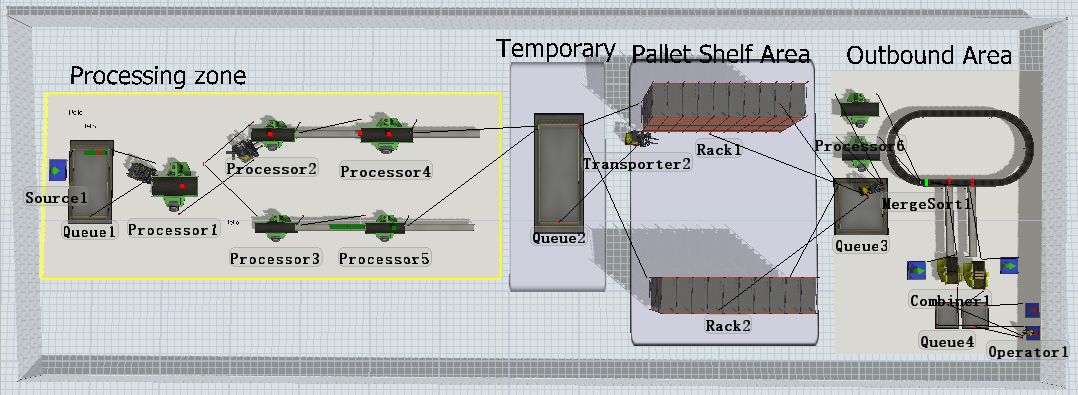 Processing zone
Temporary
Pallet Shelf Area
Outbound Area
Source1
Queue1
Processor1
Processor2
Processor4
Processor3
Processor5
Queue2
Transporter2
Rack1
Rack2
Processor6
MergeSort1
Queue3
Combiner1
Queue4
Operator1